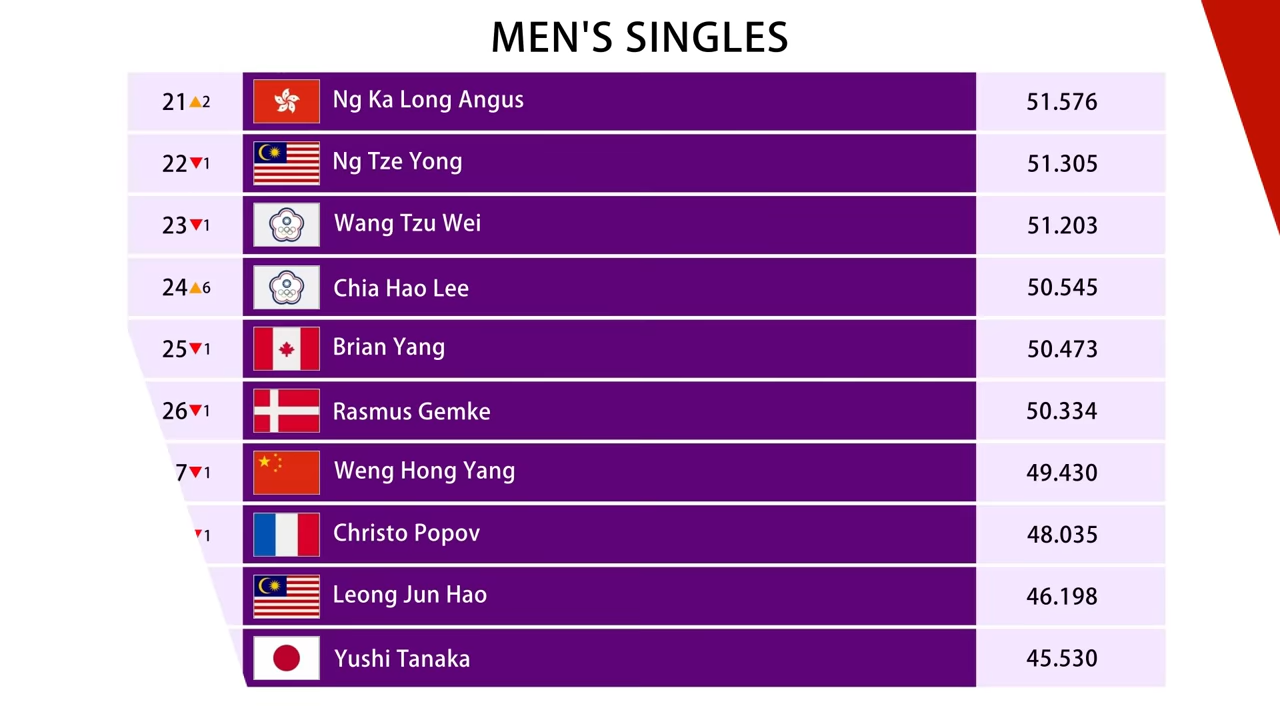 MEN'S SINGLES
21▲2 Ng Ka Long Angus 51.576
22▼1 Ng Tze Yong 51.305
23▼1 Wang Tzu Wei 51.203
24▲6 Chia Hao Lee 50.545
25▼1 Brian Yang 50.473
26▼1 Rasmus Gemke 50.334
7▼1 Weng Hong Yang 49.430
▼1 Christo Popov 48.035
Leong Jun Hao 46.198
Yushi Tanaka 45.530